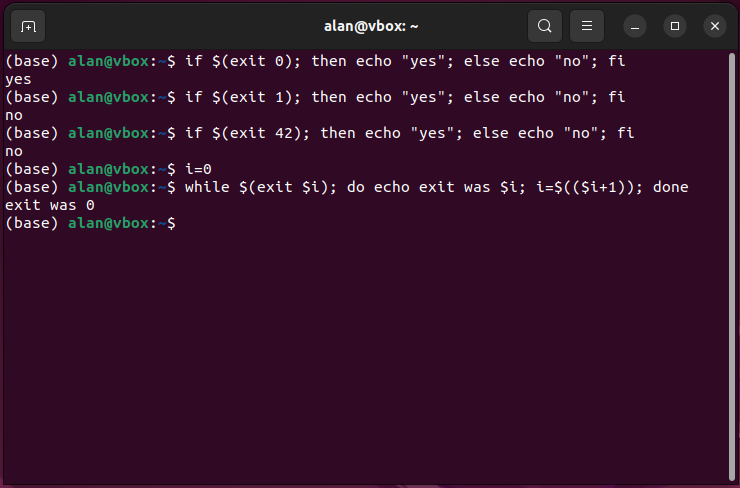 alan@vbox: ~
(base) alan@vbox:~$ if $(exit 0); then echo "yes"; else echo "no"; fi
yes
(base) alan@vbox:~$ if $(exit 1); then echo "yes"; else echo "no"; fi
no
(base) alan@vbox:~$ if $(exit 42); then echo "yes"; else echo "no"; fi
no
(base) alan@vbox:~$ i=0
(base) alan@vbox:~$ while $(exit $i); do echo exit was $i; i=$(($i+1)); done
exit was 0
(base) alan@vbox:~$